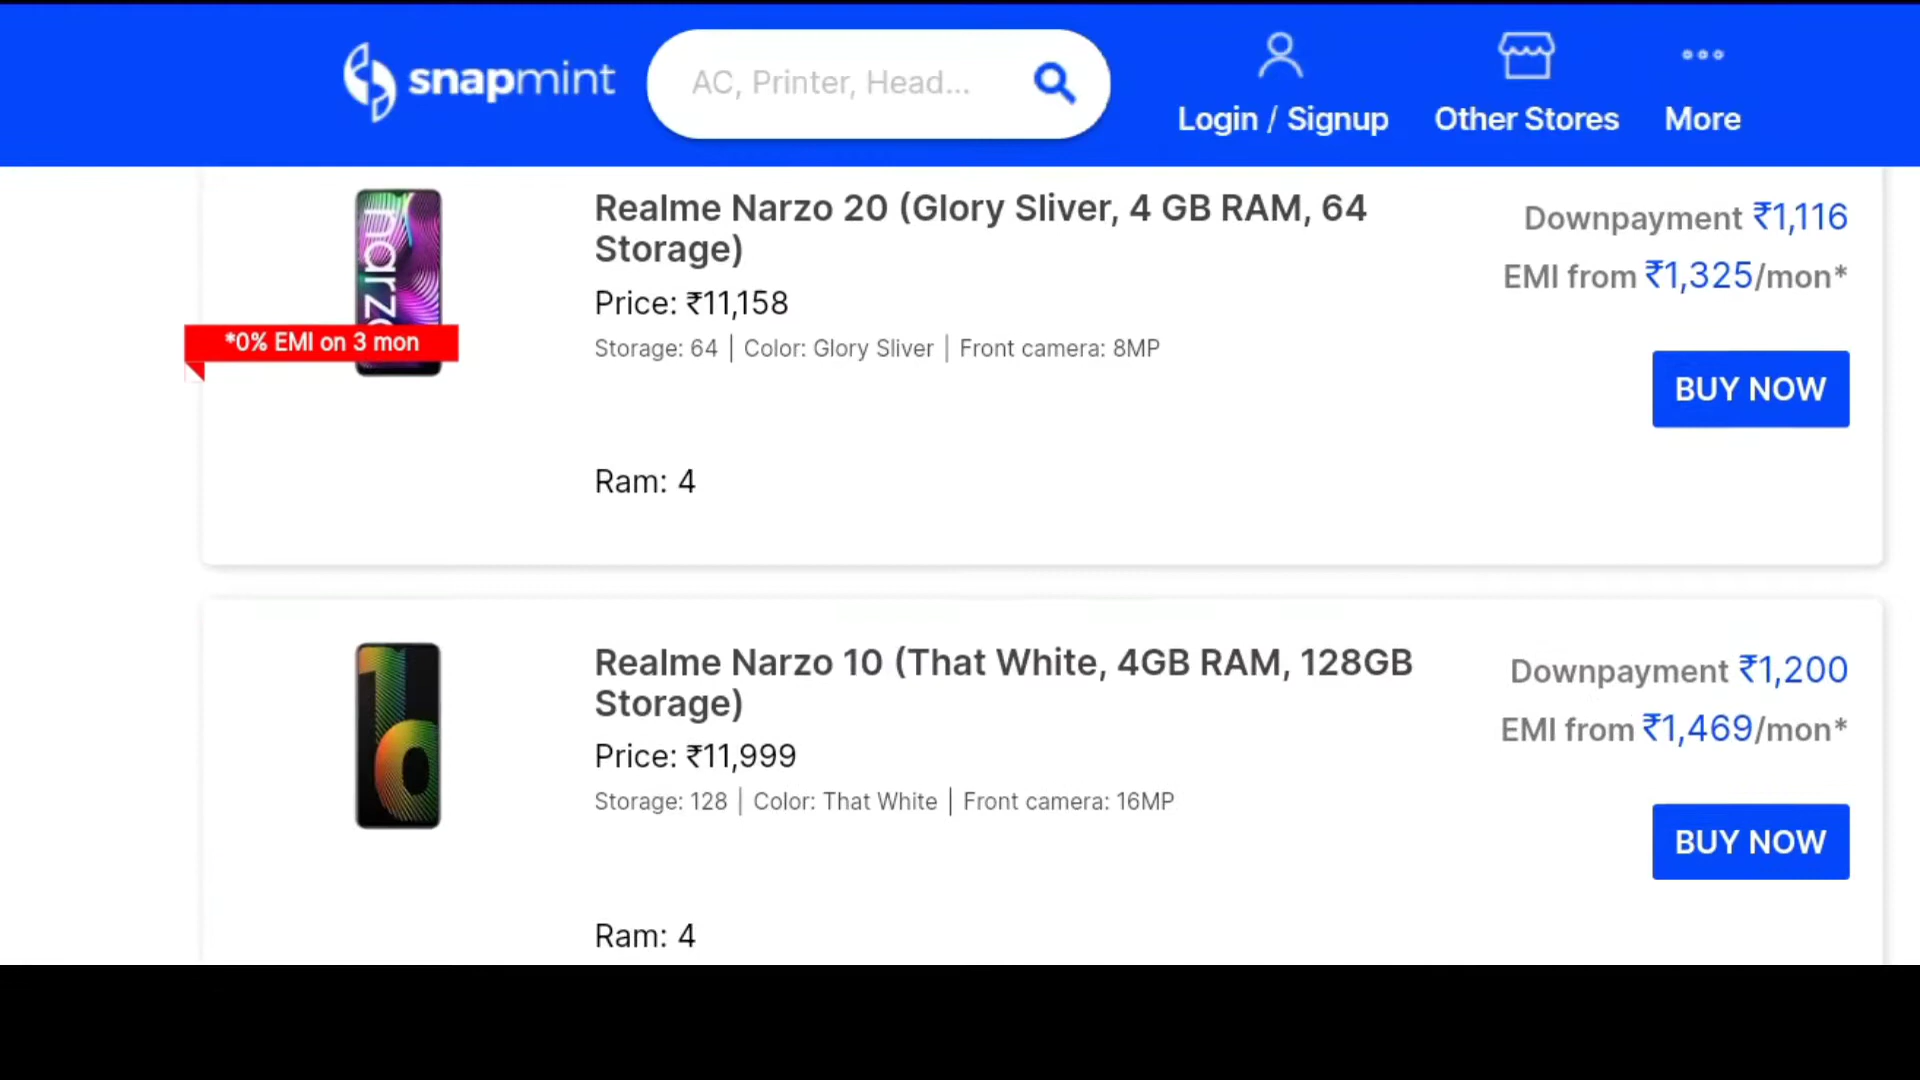 snapmint
AC, Printer, Head...
Login / Signup
Other Stores
More
narzo
*0% EMI on 3 mon
Realme Narzo 20 (Glory Sliver, 4 GB RAM, 64
Storage)
Price: ₹11,158
Storage: 64 | Color: Glory Sliver | Front camera: 8MP
Ram: 4
Downpayment ₹1,116
EMI from ₹1,325/mon*
BUY NOW
10
Realme Narzo 10 (That White, 4GB RAM, 128GB
Storage)
Price: ₹11,999
Storage: 128 | Color: That White | Front camera: 16MP
Ram: 4
Downpayment ₹1,200
EMI from ₹1,469/mon*
BUY NOW